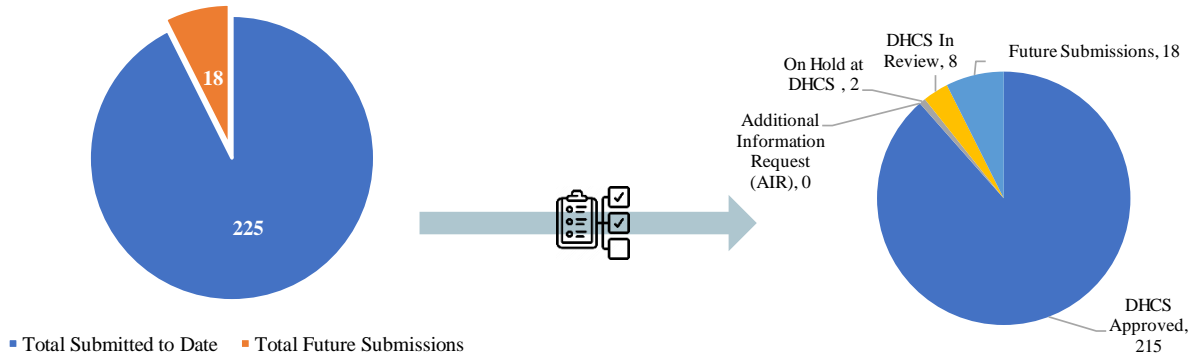 18
225
Total Submitted to Date
Total Future Submissions
DHCS In
Review, 8
Future Submissions, 18
On Hold at
DHCS , 2
Additional
Information
Request
(AIR), 0
DHCS
Approved,
215